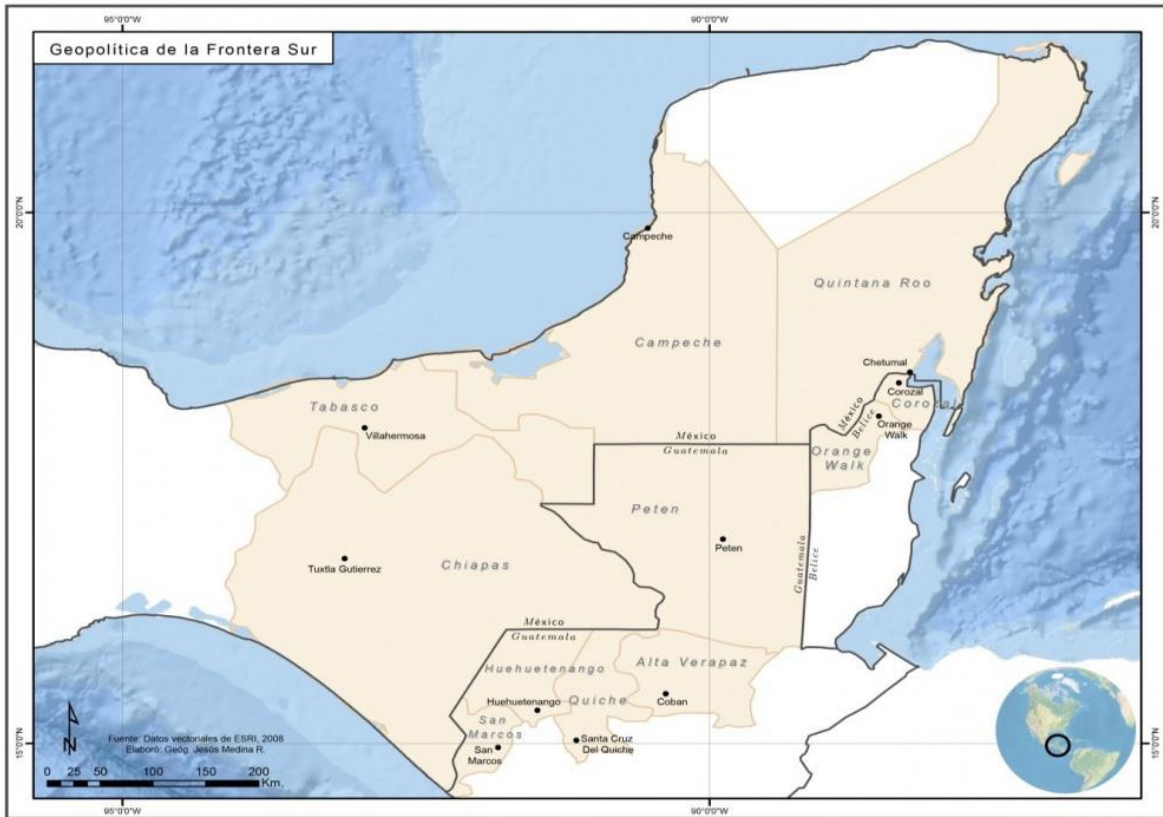 95°0'0"W
90°0'0"W
Geopolítica de la Frontera Sur
20°0'0"N
20°0'0"N
Campeche
Quintana Roo
Campeche
Chetumal
Corozal
Corozal
Tabasco
Villahermosa
México
Belice
Orange
Walk
México
Guatemala
Orange
Walk
Peten
Peten
Guatemala
Belice
Chiapas
Tuxtla Gutierrez
México
Guatemala
Huehuetenango
Alta Verapaz
Quiche
Coban
Huehuetenango
San
Marcos
San
Marcos
Santa Cruz
Del Quiche
N
Fuente: Datos vectoriales de ESRI, 2008
Elaboró: Geóg. Jesús Medina R.
15°0'0"N
15°0'0"N
0 25 50 100 150 200
Km.
95°0'0"W
90°0'0"W